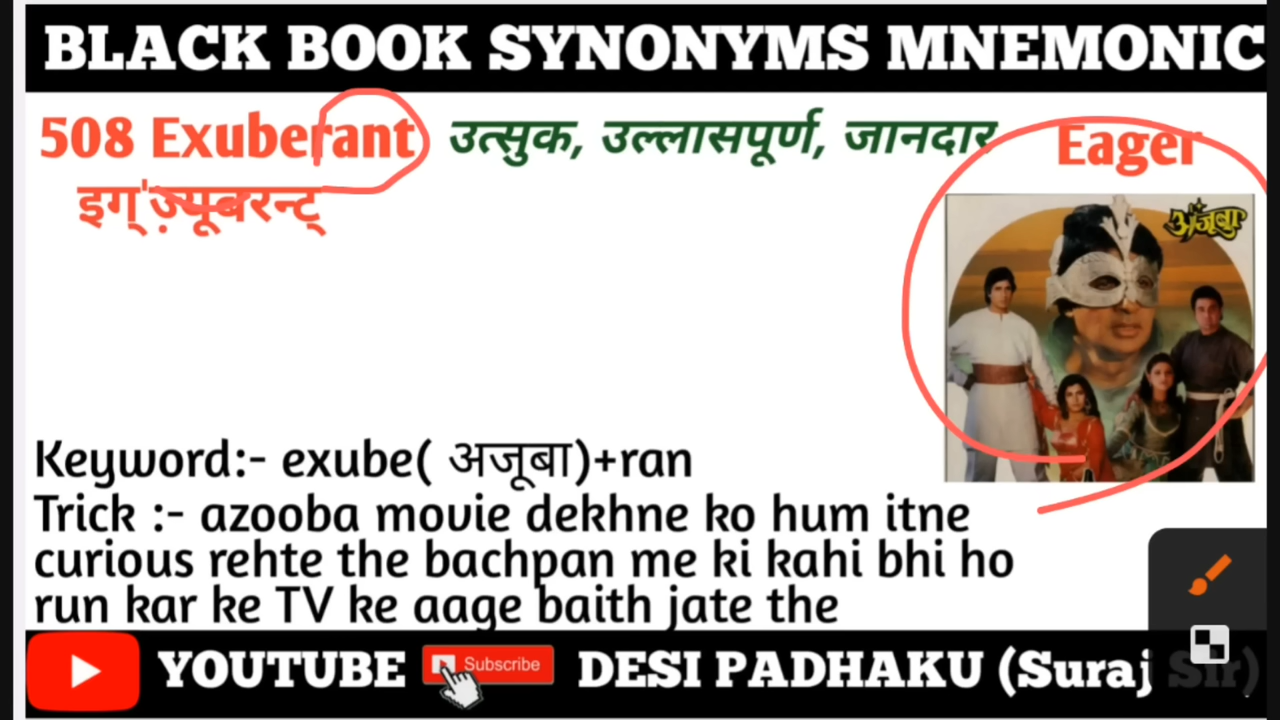 BLACK BOOK SYNONYMS MNEMONIC
508 Exuberant उत्सुक, उल्लासपूर्ण, जानदार Eager
इग्'ज़्यूबरन्ट्
अजूबा
Keyword:- exube( अजूबा)+ran
Trick :- azooba movie dekhne ko hum itne
curious rehte the bachpan me ki kahi bhi ho
run kar ke TV ke aage baith jate the
YOUTUBE Subscribe DESI PADHAKU (Suraj Sir)